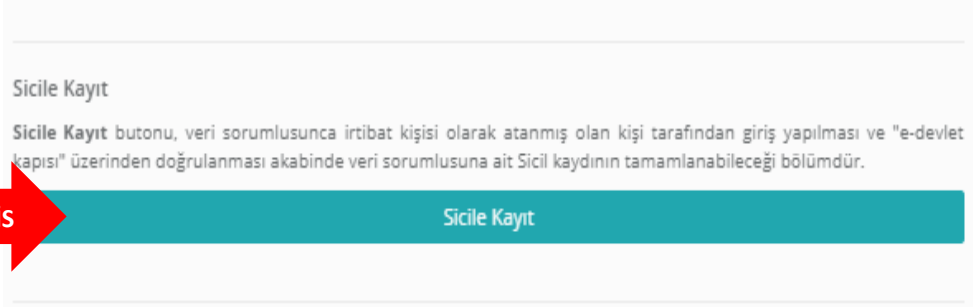 Sicile Kayıt
Sicile Kayıt butonu, veri sorumlusunca irtibat kişisi olarak atanmış olan kişi tarafından giriş yapılması ve "e-devlet
kapısı" üzerinden doğrulanması akabinde veri sorumlusuna ait Sicil kaydının tamamlanabileceği bölümdür.
Sicile Kayıt